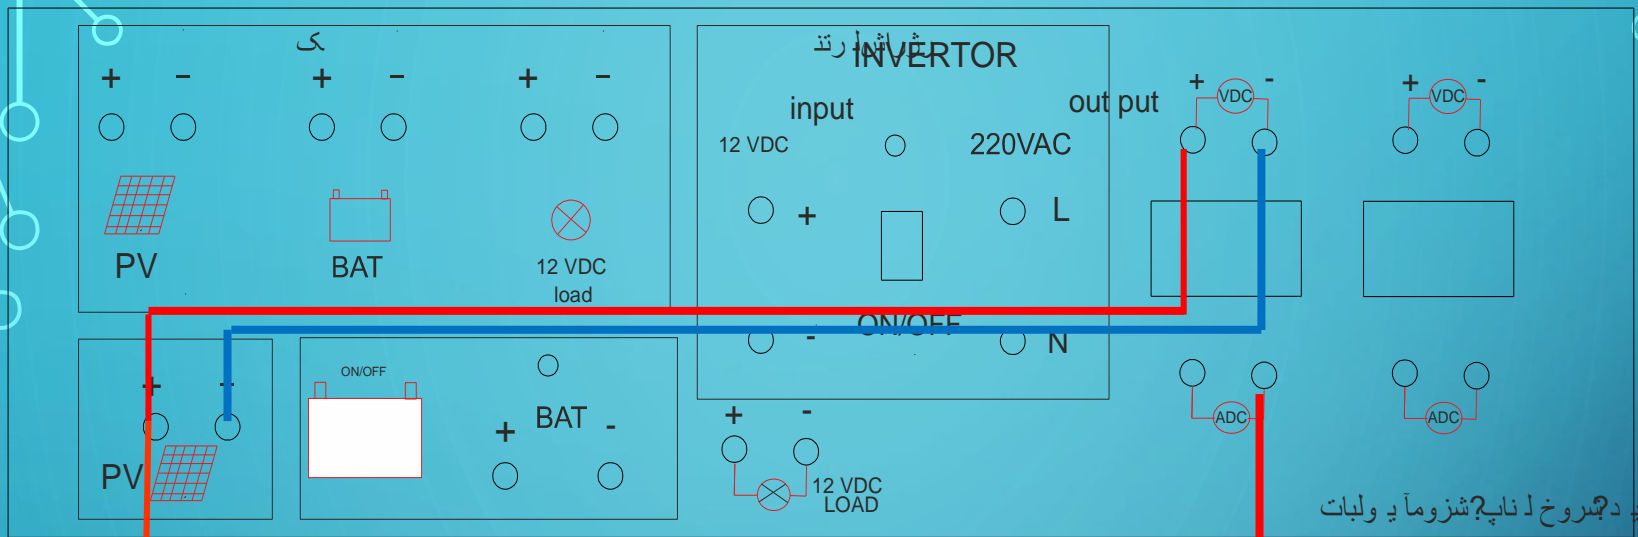 ک
INVERTOR
+ - + - + -
input
out put
12 VDC
220VAC
+ -
VDC
+ -
VDC
+
L
PV
BAT
12 VDC
load
ON/OFF
-
N
+ -
PV
ON/OFF
BAT
+ -
+ -
12 VDC
LOAD
ADC
ADC